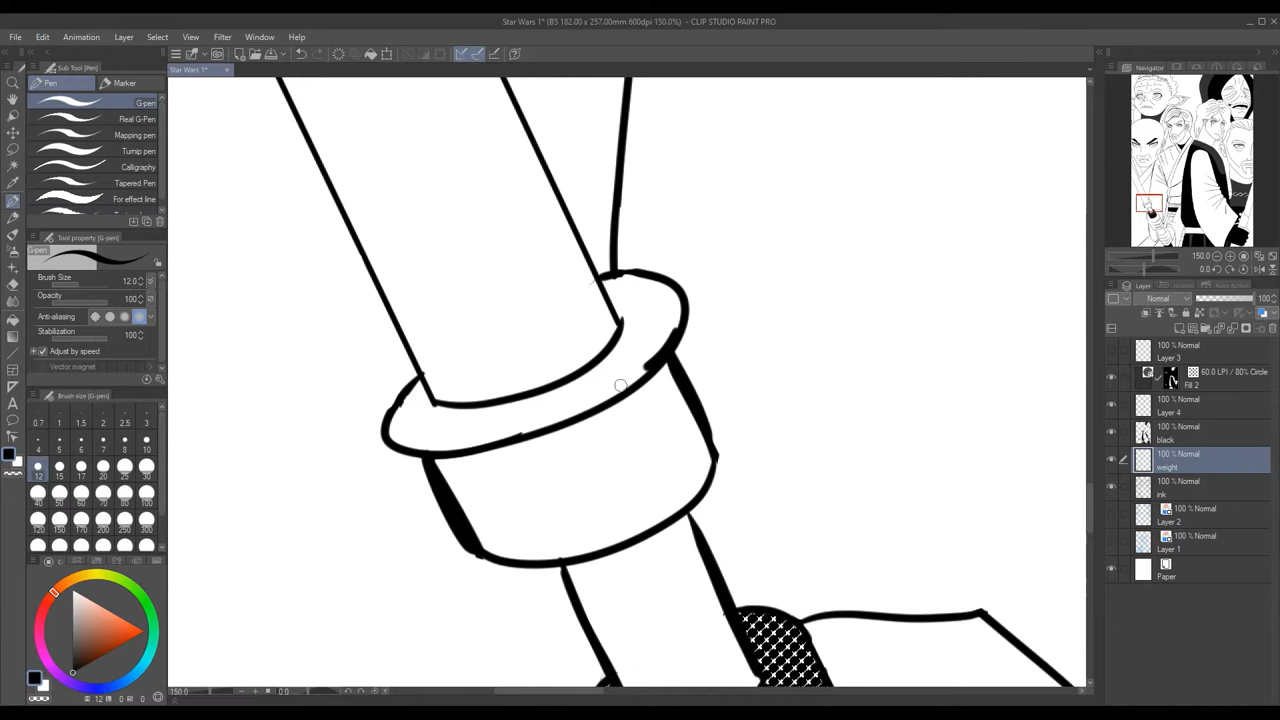 Star Wars 1* (B5 182.00 x 257.00mm 600dpi 150.0%) - CLIP STUDIO PAINT PRO
File Edit Animation Layer Select View Filter Window Help
Sub Tool [Pen]
Star Wars 1*
Navigator
Pen Marker
G-pen
Real G-Pen
Mapping pen
Turnip pen
Calligraphy
Tapered Pen
For effect line
Tool property [G-pen]
G-pen
Brush Size 12.0
Opacity 100
Anti-aliasing
Stabilization 100
Adjust by speed
Vector magnet
Brush size [G-pen]
0.7 1 1.5 2 2.5 3
4 5 6 7 8 10
12 15 17 20 25 30
40 50 60 70 80 100
120 150 170 200 250 300
12 0 0
150.0 0.0
150.0
0.0
Layer
Normal 100
100 % Normal
Layer 3
60.0 LPI / 80% Circle
Fill 2
100 % Normal
Layer 4
100 % Normal
black
100 % Normal
weight
100 % Normal
ink
100 % Normal
Layer 2
100 % Normal
Layer 1
Paper